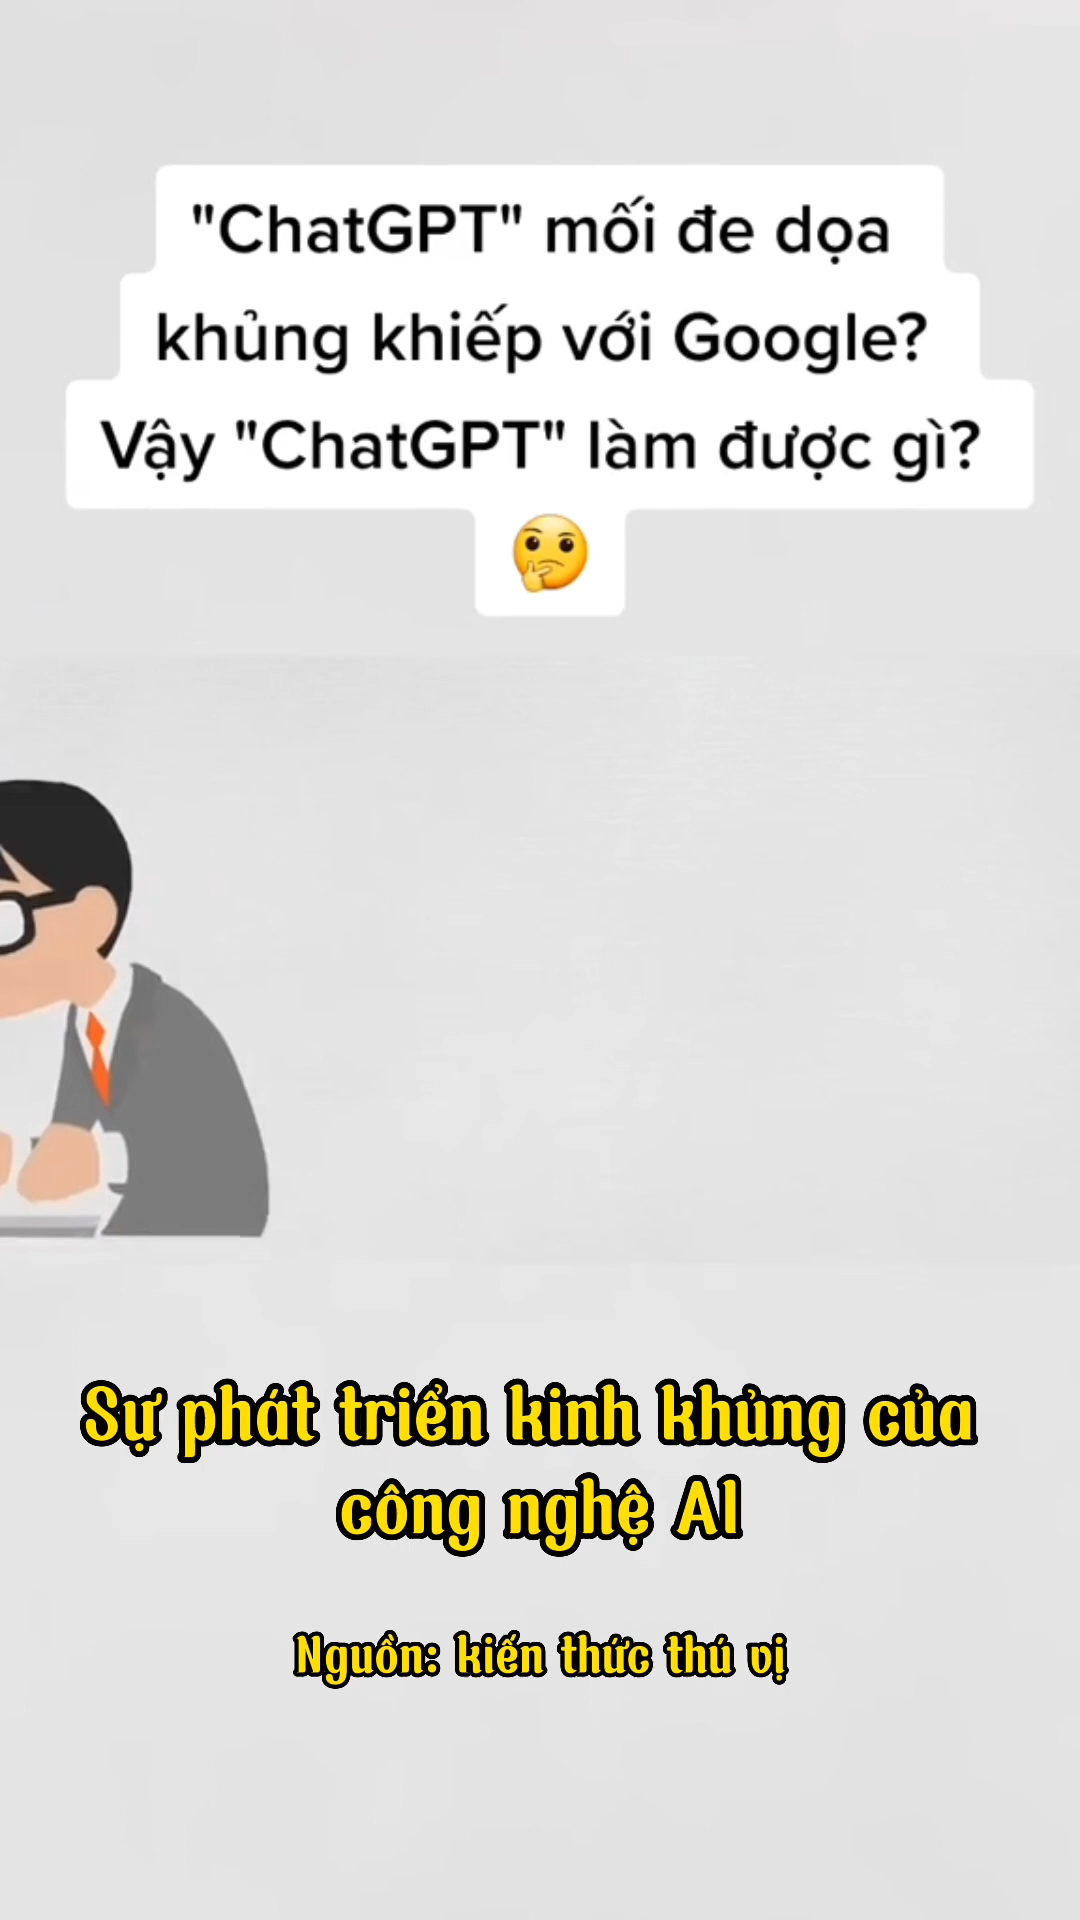 "ChatGPT" mối đe dọa
khủng khiếp với Google?
Vậy "ChatGPT" làm được gì?
🤔
Sự phát triển kinh khủng của
công nghệ AI
Nguồn: kiến thức thú vị